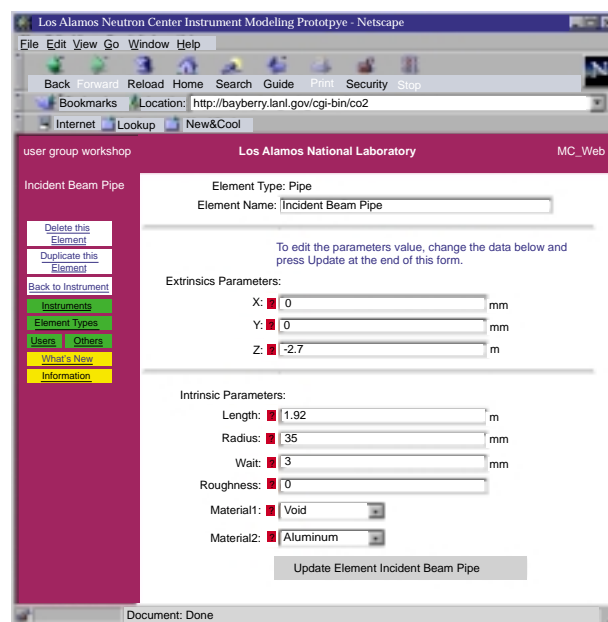 Los Alamos Neutron Center Instrument Modeling Prototpye - Netscape
File Edit View Go Window Help
Back Forward Reload Home Search Guide Print Security Stop
Bookmarks Location: http://bayberry.lanl.gov/cgi-bin/co2
Internet Lookup New&Cool
user group workshop Los Alamos National Laboratory MC_Web
Incident Beam Pipe
Element Type: Pipe
Element Name: Incident Beam Pipe
Delete this
Element
Duplicate this
Element
Back to Instrument
Instruments
Element Types
Users Others
What's New
Information
To edit the parameters value, change the data below and
press Update at the end of this form.
Extrinsics Parameters:
X: ? 0 mm
Y: ? 0 mm
Z: ? -2.7 m
Intrinsic Parameters:
Length: ? 1.92 m
Radius: ? 35 mm
Wait: ? 3 mm
Roughness: ? 0
Material1: ? Void
Material2: ? Aluminum
Update Element Incident Beam Pipe
Document: Done
N